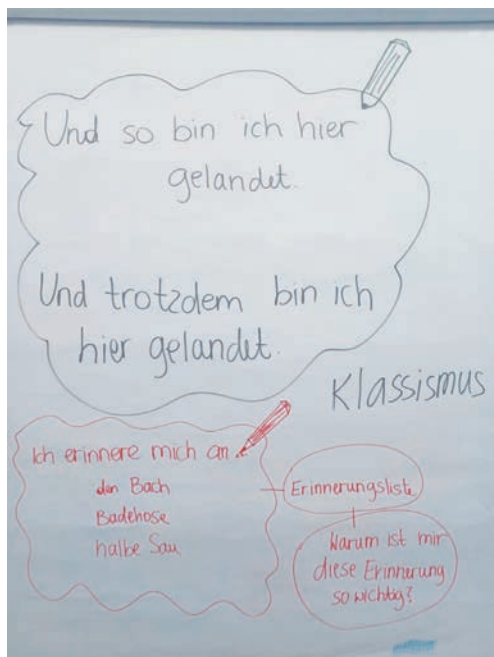 Und so bin ich hier
gelandet.
Und trotzdem bin ich
hier gelandet.
Klassismus
Ich erinnere mich an
den Bach
Badehose
halbe Sau
Erinnerungsliste
Warum ist mir
diese Erinnerung
so wichtig?